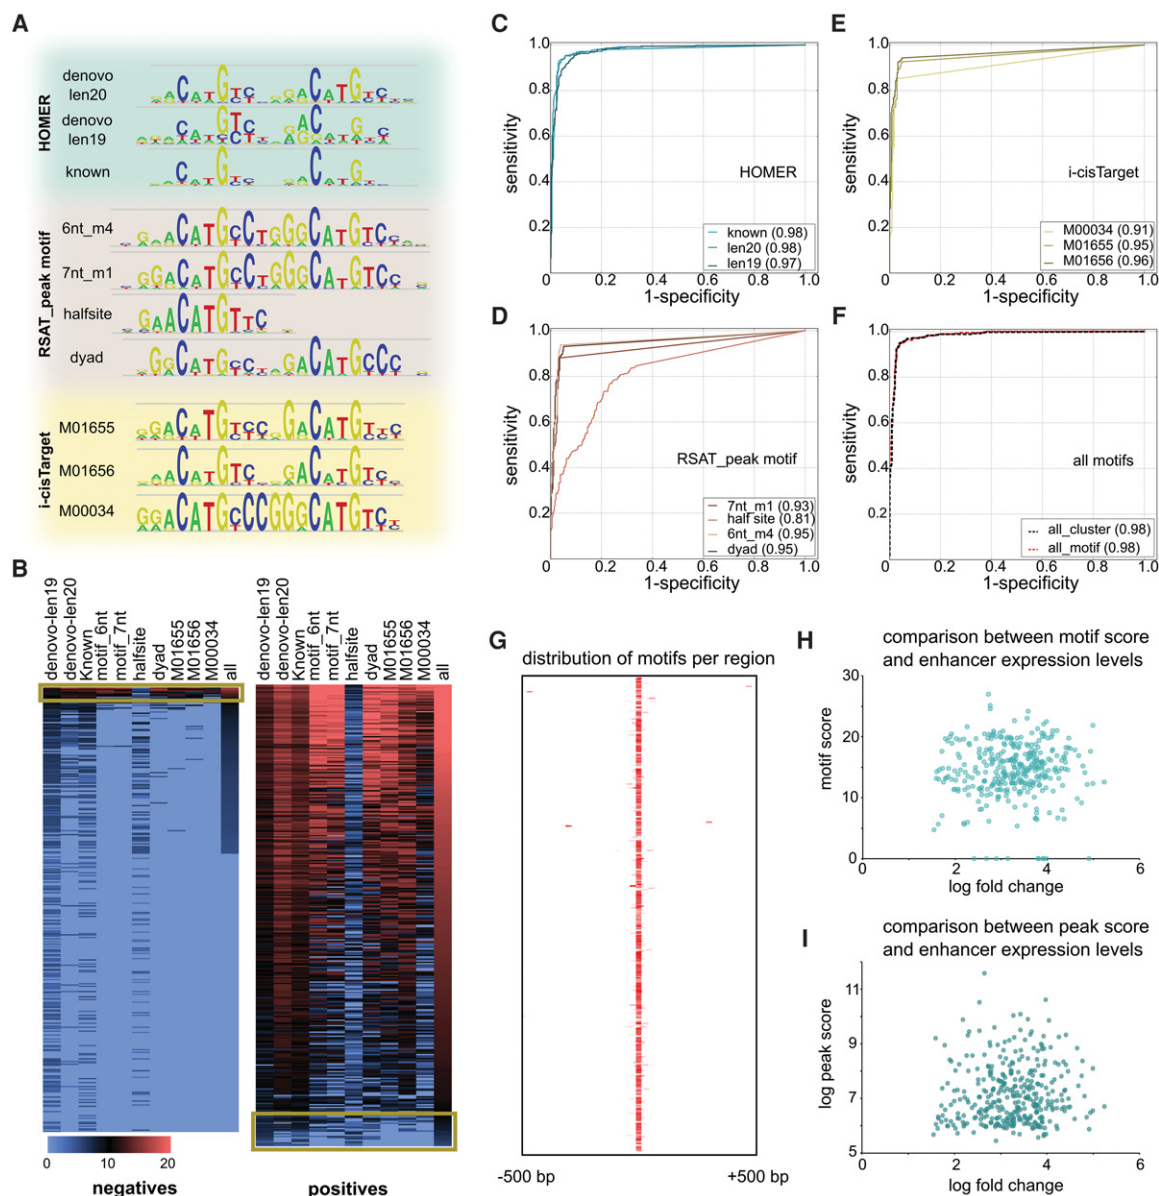 A
HOMER
denovo
len20
denovo
len19
known
RSAT_peak motif
6nt_m4
7nt_m1
halfsite
dyad
i-cisTarget
M01655
M01656
M00034
B
denovo-len19
denovo-len20
Known
motif_6nt
motif_7nt
halfsite
dyad
M01655
M01656
M00034
all
denovo-len19
denovo-len20
Known
motif_6nt
motif_7nt
halfsite
dyad
M01655
M01656
M00034
all
0 10 20
negatives
positives
C
1.0
0.8
0.6
0.4
0.2
sensitivity
HOMER
known (0.98)
len20 (0.98)
len19 (0.97)
0.2 0.4 0.6 0.8 1.0
1-specificity
E
1.0
0.8
0.6
0.4
0.2
sensitivity
i-cisTarget
M00034 (0.91)
M01655 (0.95)
M01656 (0.96)
0.2 0.4 0.6 0.8 1.0
1-specificity
D
1.0
0.8
0.6
0.4
0.2
sensitivity
RSAT_peak motif
7nt_m1 (0.93)
half site (0.81)
6nt_m4 (0.95)
dyad (0.95)
0.2 0.4 0.6 0.8 1.0
1-specificity
F
1.0
0.8
0.6
0.4
0.2
sensitivity
all motifs
all_cluster (0.98)
all_motif (0.98)
0.2 0.4 0.6 0.8 1.0
1-specificity
G
distribution of motifs per region
-500 bp +500 bp
H
comparison between motif score
and enhancer expression levels
30
20
10
0
motif score
0 2 4 6
log fold change
I
comparison between peak score
and enhancer expression levels
11
9
7
5
log peak score
0 2 4 6
log fold change